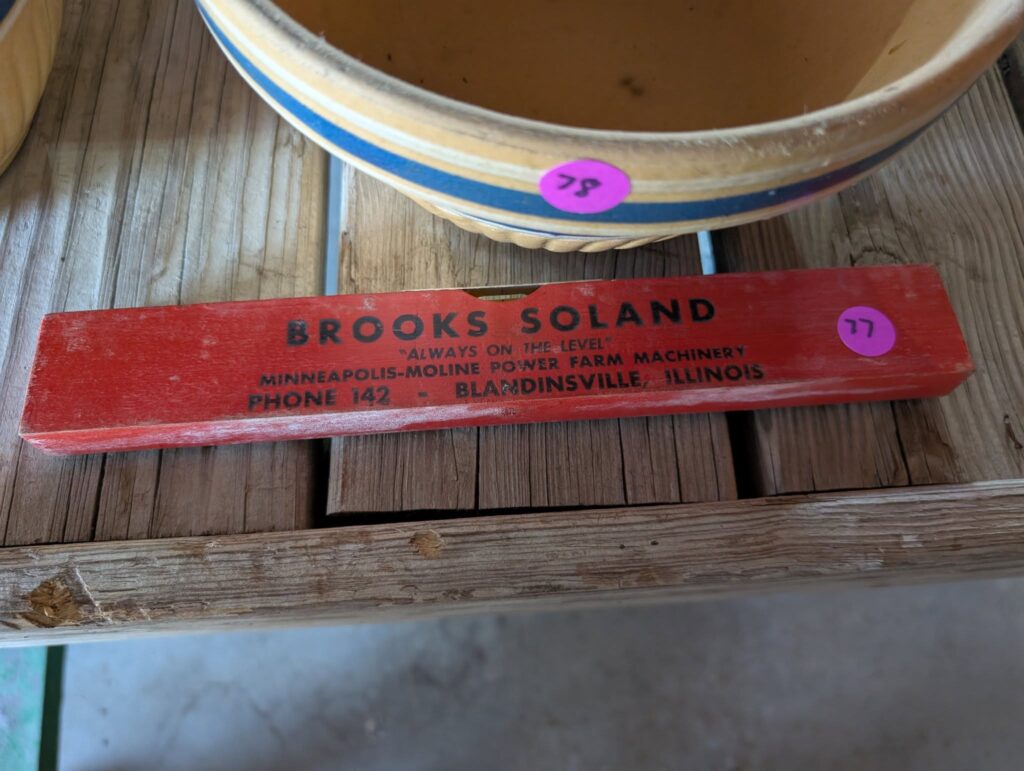 78
BROOKS SOLAND
"ALWAYS ON THE LEVEL"
MINNEAPOLIS-MOLINE POWER FARM MACHINERY
PHONE 142 - BLANDINSVILLE, ILLINOIS
77